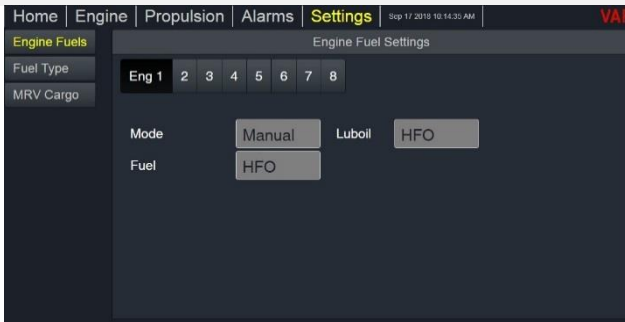 Home Engine Propulsion Alarms Settings Sep 17 2018 10:14:35 AM
Engine Fuels
Engine Fuel Settings
Fuel Type
Eng 1 2 3 4 5 6 7 8
MRV Cargo
Mode Manual Luboil HFO
Fuel HFO